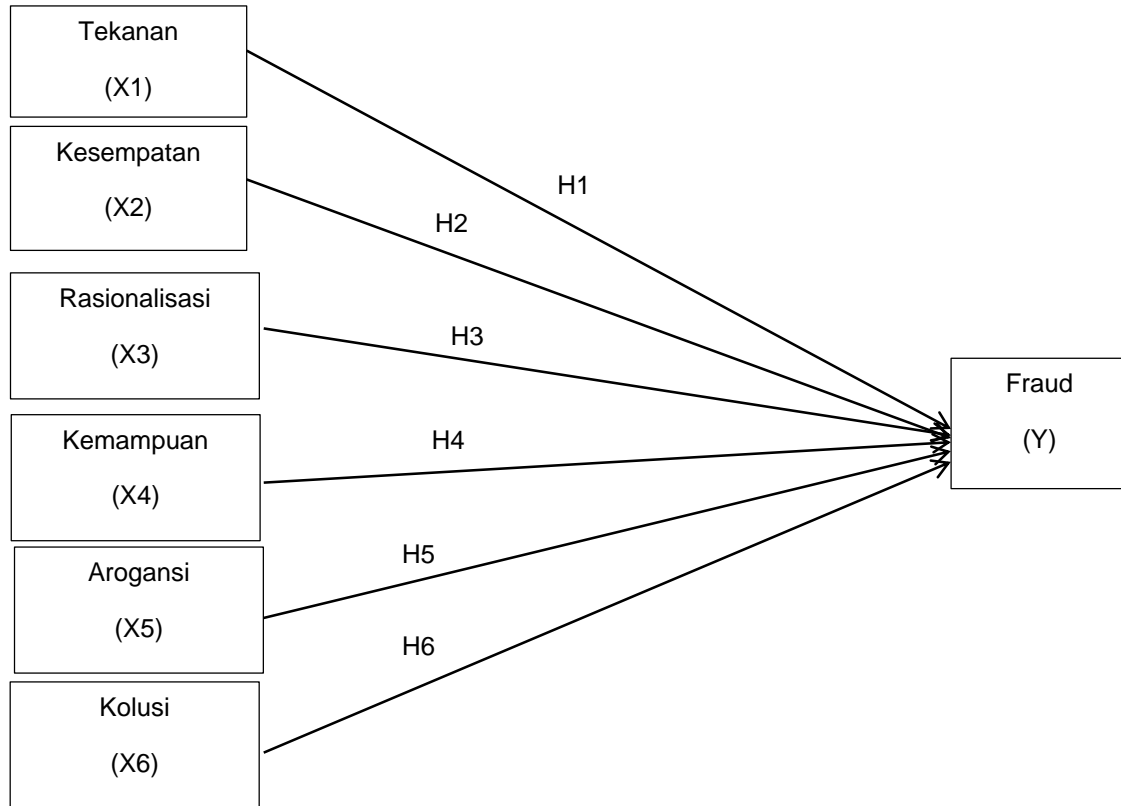 Tekanan
(X1)
Kesempatan
(X2)
Rasionalisasi
(X3)
Kemampuan
(X4)
Arogansi
(X5)
Kolusi
(X6)
H1
H2
H3
H4
H5
H6
Fraud
(Y)